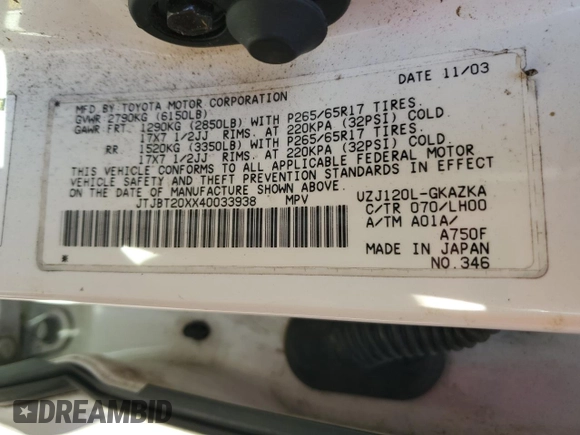 DATE 11/03
MFD BY TOYOTA MOTOR CORPORATION
GVWR 2790KG (6150LB)
GAWR FRT. 1290KG (2850LB) WITH P265/65R17 TIRES.
17X7 1/2JJ RIMS. AT 220KPA (32PSI) COLD.
RR. 1520KG (3350LB) WITH P265/65R17 TIRES.
17X7 1/2JJ RIMS. AT 220KPA (32PSI) COLD.
THIS VEHICLE CONFORMS TO ALL APPLICABLE FEDERAL MOTOR
VEHICLE SAFETY AND THEFT PREVENTION STANDARDS IN EFFECT
ON THE DATE OF MANUFACTURE SHOWN ABOVE.
JTJBT20XX40033938 MPV
UZJ120L-GKAZKA
C/TR 070/LH00
A/TM A01A/
A750F
MADE IN JAPAN
NO.346
DREAMBID